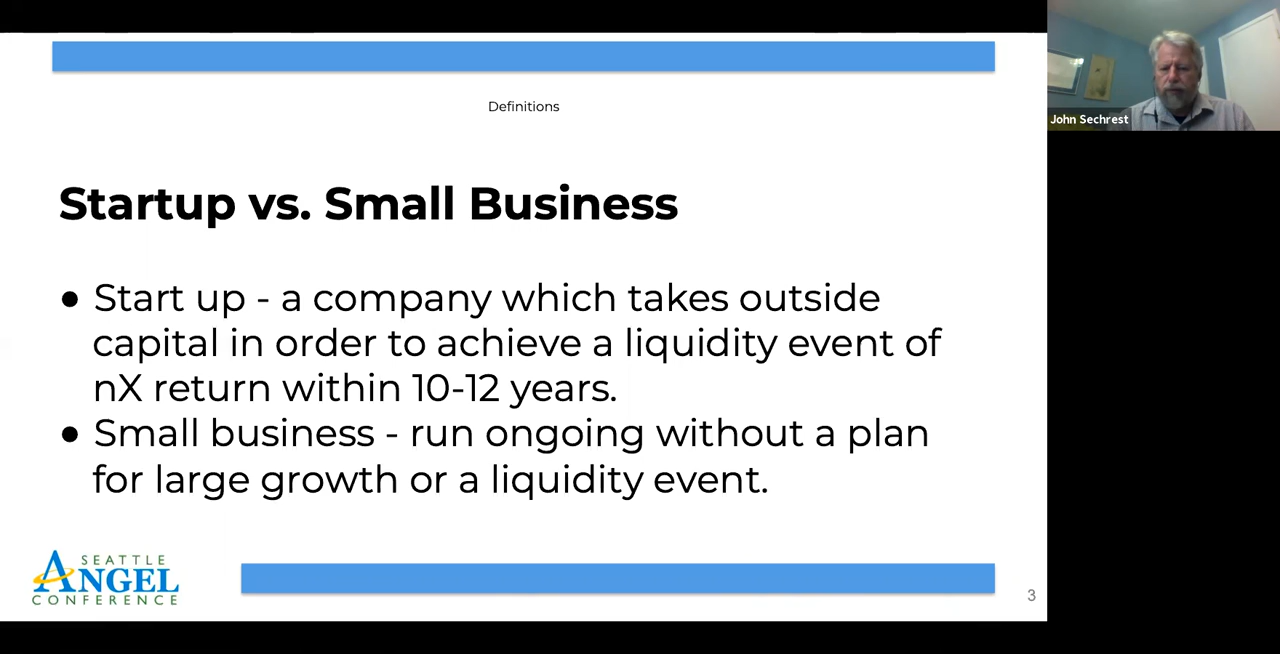 Definitions
Startup vs. Small Business
● Start up - a company which takes outside
capital in order to achieve a liquidity event of
nX return within 10-12 years.
● Small business - run ongoing without a plan
for large growth or a liquidity event.
SEATTLE
ANGEL
CONFERENCE
3
John Sechrest